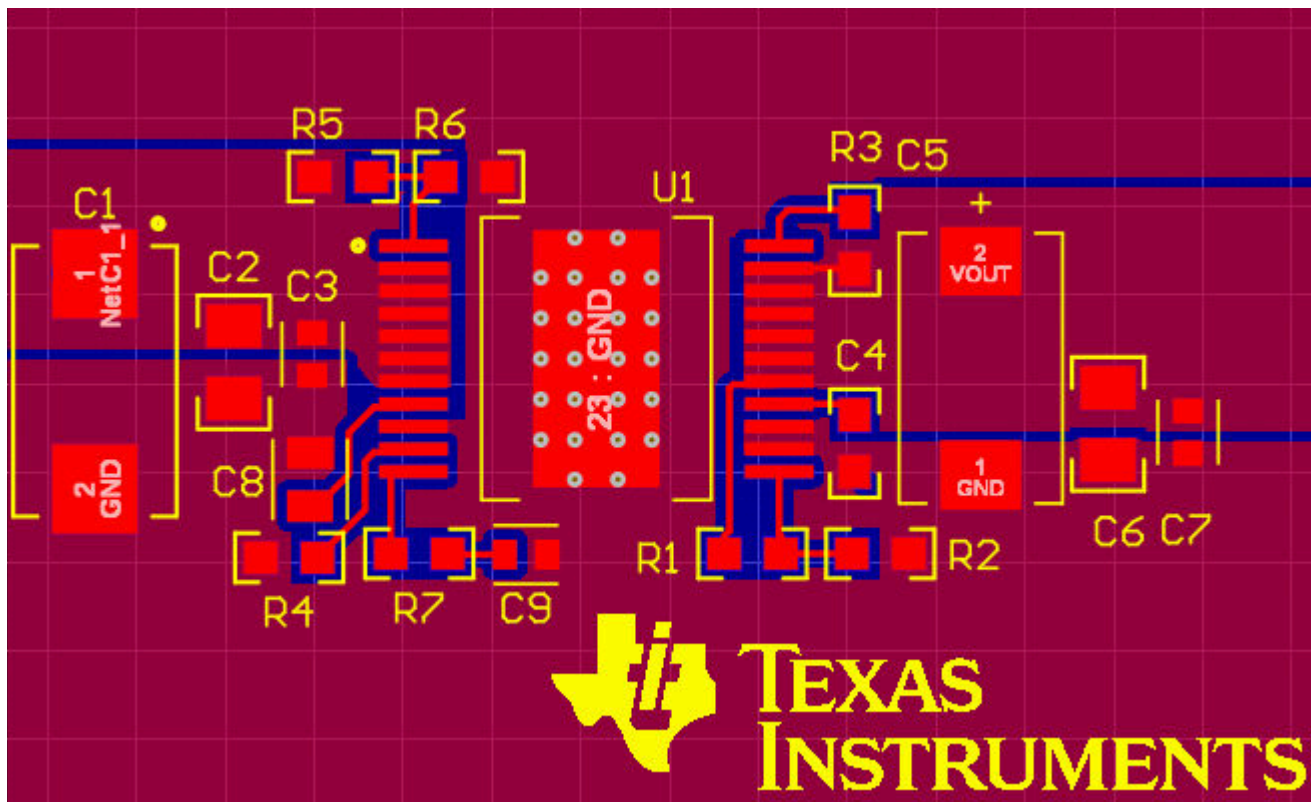 R5 R6
R3 C5
C1
U1
+
1
NetC1_1
C2
C3
2
VOUT
23 : GND
C4
2
GND
C8
1
GND
C6 C7
R1
R2
R4
R7
C9
TEXAS
INSTRUMENTS